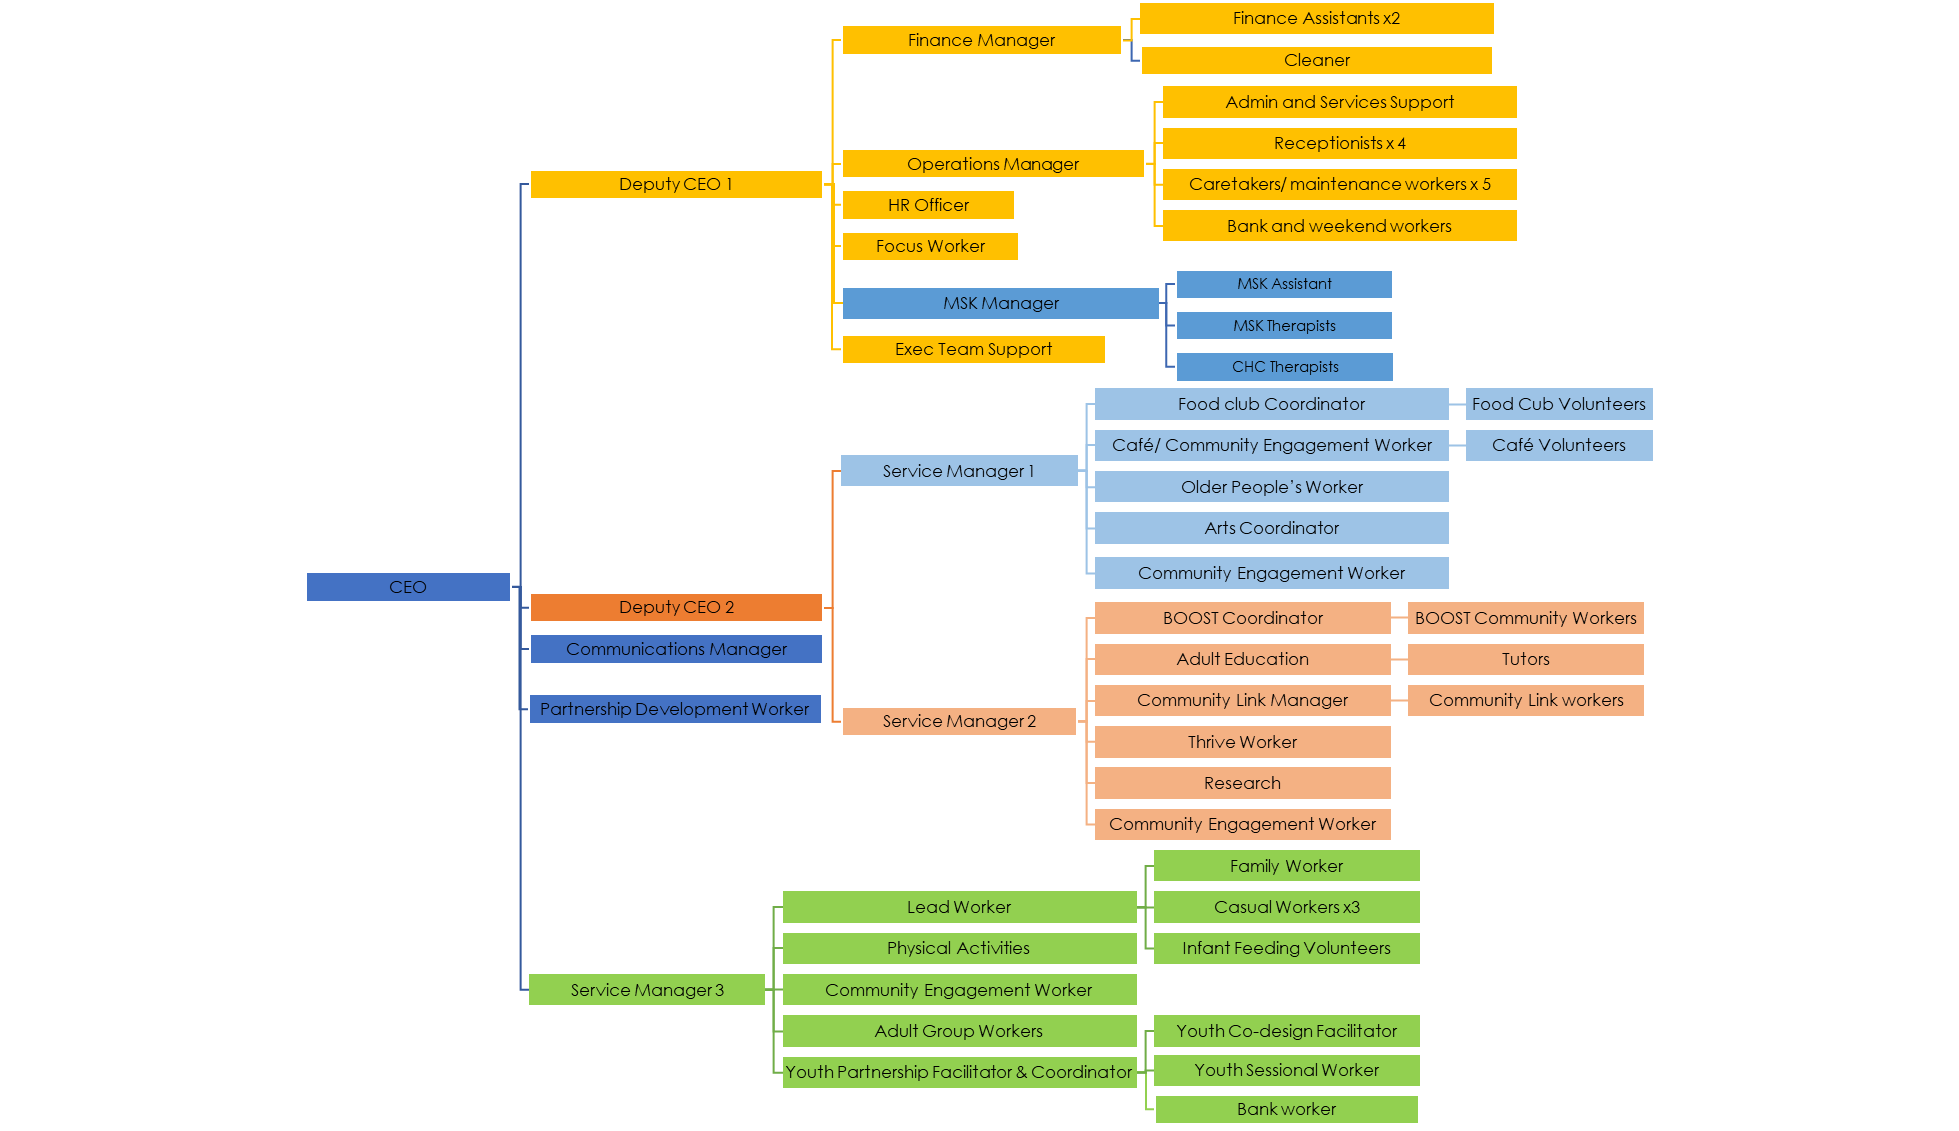 Finance Assistants x2
Finance Manager
Cleaner
Admin and Services Support
Receptionists x 4
Operations Manager
Deputy CEO 1
Caretakers/ maintenance workers x 5
HR Officer
Bank and weekend workers
Focus Worker
MSK Assistant
MSK Manager
MSK Therapists
Exec Team Support
CHC Therapists
Food club Coordinator
Food Cub Volunteers
Café/ Community Engagement Worker
Café Volunteers
Service Manager 1
Older People’s Worker
Arts Coordinator
Community Engagement Worker
CEO
Deputy CEO 2
BOOST Coordinator
BOOST Community Workers
Communications Manager
Adult Education
Tutors
Partnership Development Worker
Community Link Manager
Community Link workers
Service Manager 2
Thrive Worker
Research
Community Engagement Worker
Family Worker
Lead Worker
Casual Workers x3
Physical Activities
Infant Feeding Volunteers
Service Manager 3
Community Engagement Worker
Adult Group Workers
Youth Co-design Facilitator
Youth Partnership Facilitator & Coordinator
Youth Sessional Worker
Bank worker